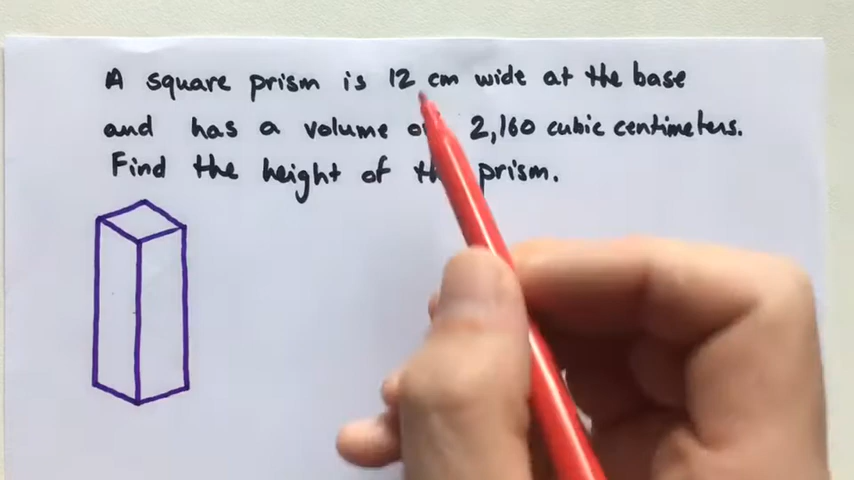 A square prism is 12 cm wide at the base
and has a volume 2,160 cubic centimeters.
Find the height of prism.